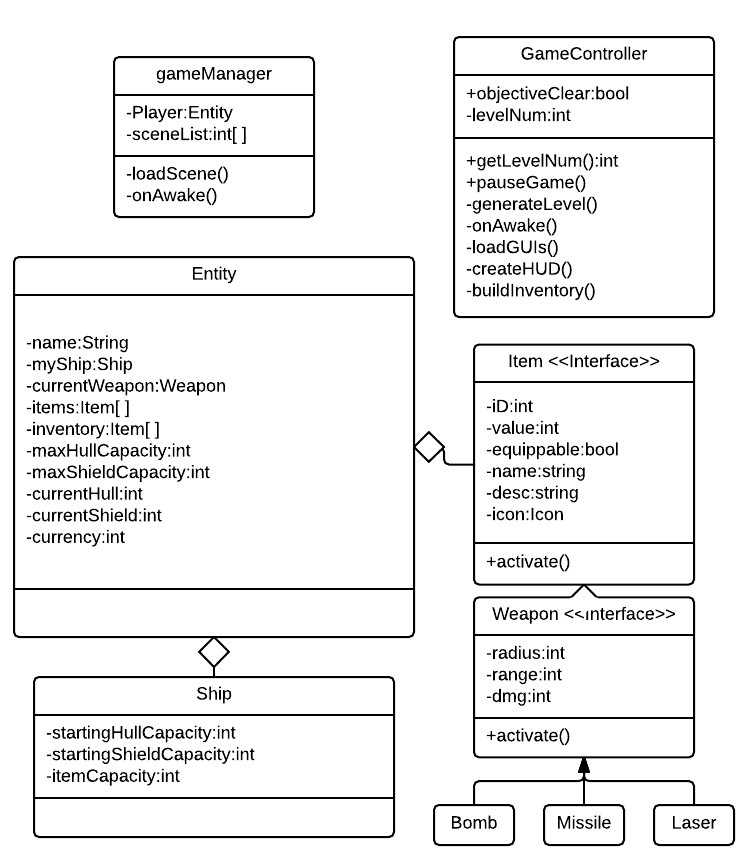 gameManager
-Player:Entity
-sceneList:int[ ]
-loadScene()
-onAwake()
GameController
+objectiveClear:bool
-levelNum:int
+getLevelNum():int
+pauseGame()
-generateLevel()
-onAwake()
-loadGUIs()
-createHUD()
-buildInventory()
Entity
-name:String
-myShip:Ship
-currentWeapon:Weapon
-items:Item[ ]
-inventory:Item[ ]
-maxHullCapacity:int
-maxShieldCapacity:int
-currentHull:int
-currentShield:int
-currency:int
Item <<Interface>>
-iD:int
-value:int
-equippable:bool
-name:string
-desc:string
-icon:Icon
+activate()
Weapon <<Interface>>
-radius:int
-range:int
-dmg:int
+activate()
Ship
-startingHullCapacity:int
-startingShieldCapacity:int
-itemCapacity:int
Bomb
Missile
Laser